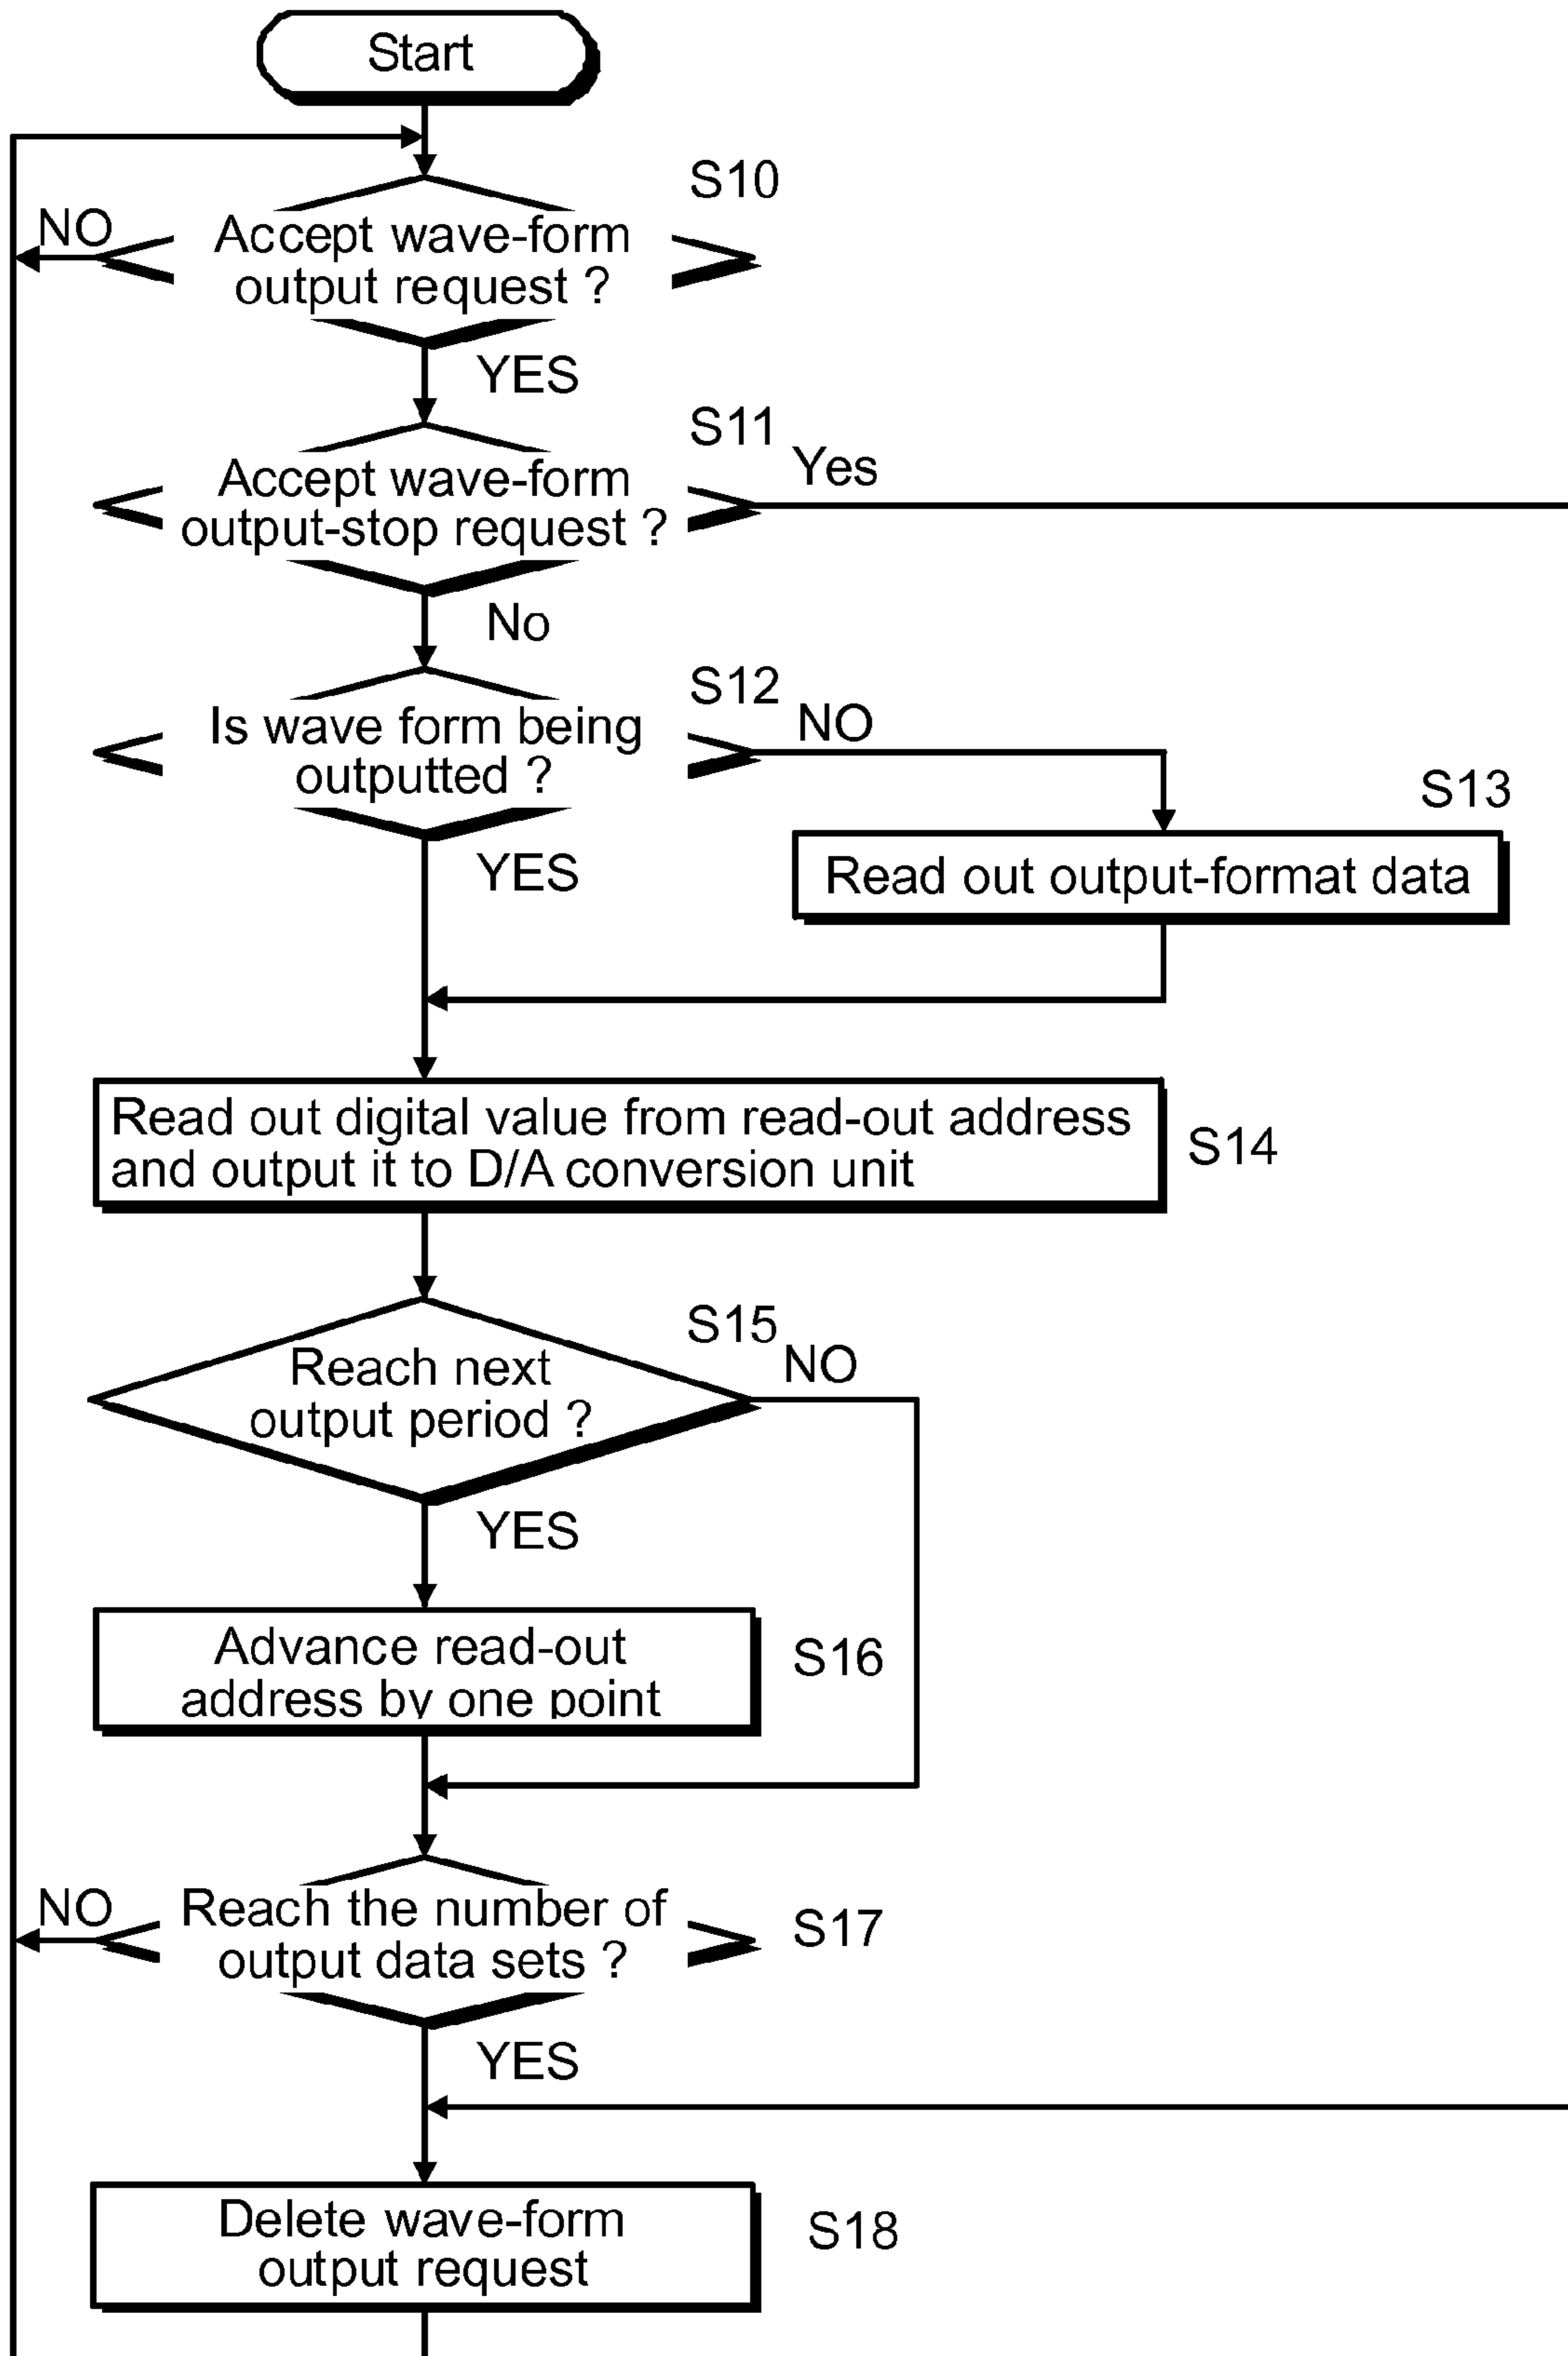 Start
S10
NO
Accept wave-form
output request ?
YES
S11
Yes
Accept wave-form
output-stop request ?
No
S12
NO
Is wave form being
outputted ?
S13
YES
Read out output-format data
Read out digital value from read-out address
and output it to D/A conversion unit
S14
S15
NO
Reach next
output period ?
YES
Advance read-out
address by one point
S16
NO
Reach the number of
output data sets ?
S17
YES
Delete wave-form
output request
S18